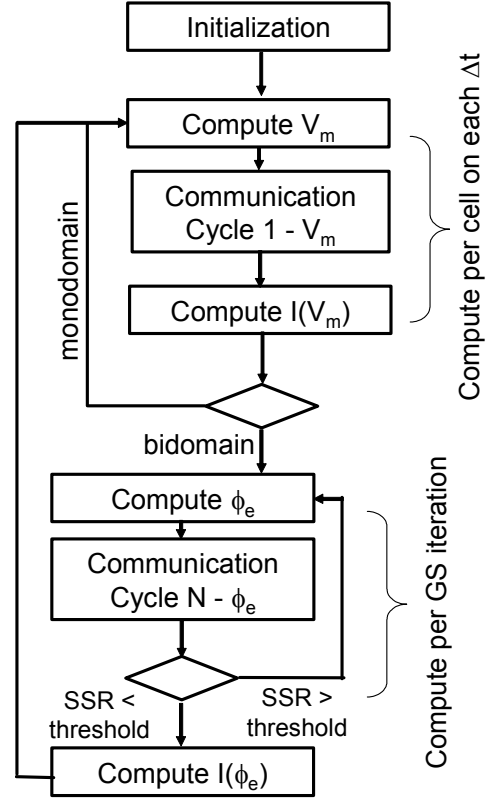 Initialization
Compute Vₘ
Communication
Cycle 1 - Vₘ
Compute I(Vₘ)
Compute per cell on each Δt
monodomain
bidomain
Compute ϕₑ
Communication
Cycle N - ϕₑ
Compute per GS iteration
SSR <
threshold
SSR >
threshold
Compute I(ϕₑ)